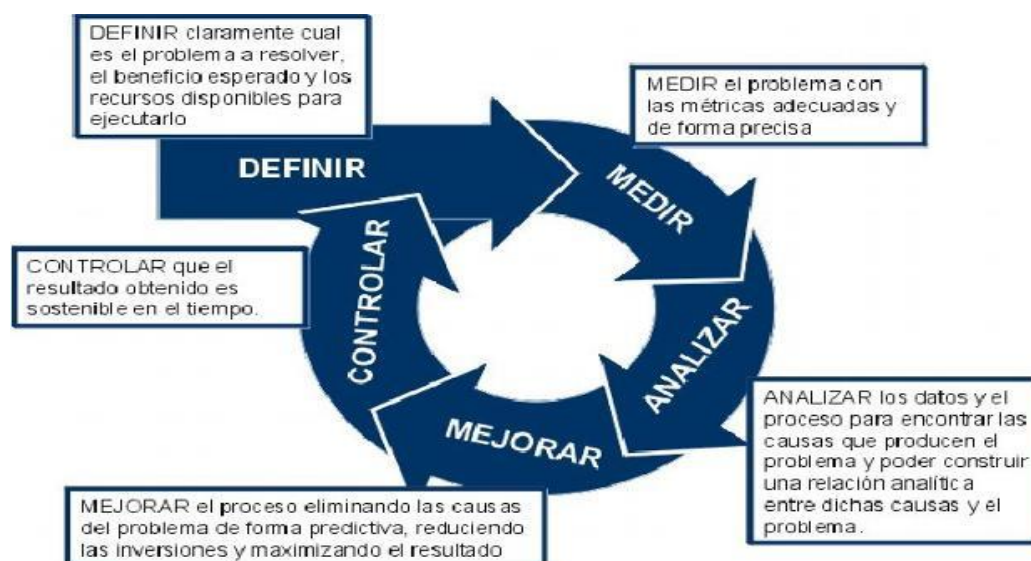 DEFINIR claramente cual
es el problema a resolver,
el beneficio esperado y los
recursos disponibles para
ejecutarlo
DEFINIR
MEDIR el problema con
las métricas adecuadas y
de forma precisa
MEDIR
ANALIZAR
ANALIZAR los datos y el
proceso para encontrar las
causas que producen el
problema y poder construir
una relación analítica
entre dichas causas y el
problema.
MEJORAR
MEJORAR el proceso eliminando las causas
del problema de forma predictiva, reduciendo
las inversiones y maximizando el resultado
CONTROLAR
CONTROLAR que el
resultado obtenido es
sostenible en el tiempo.